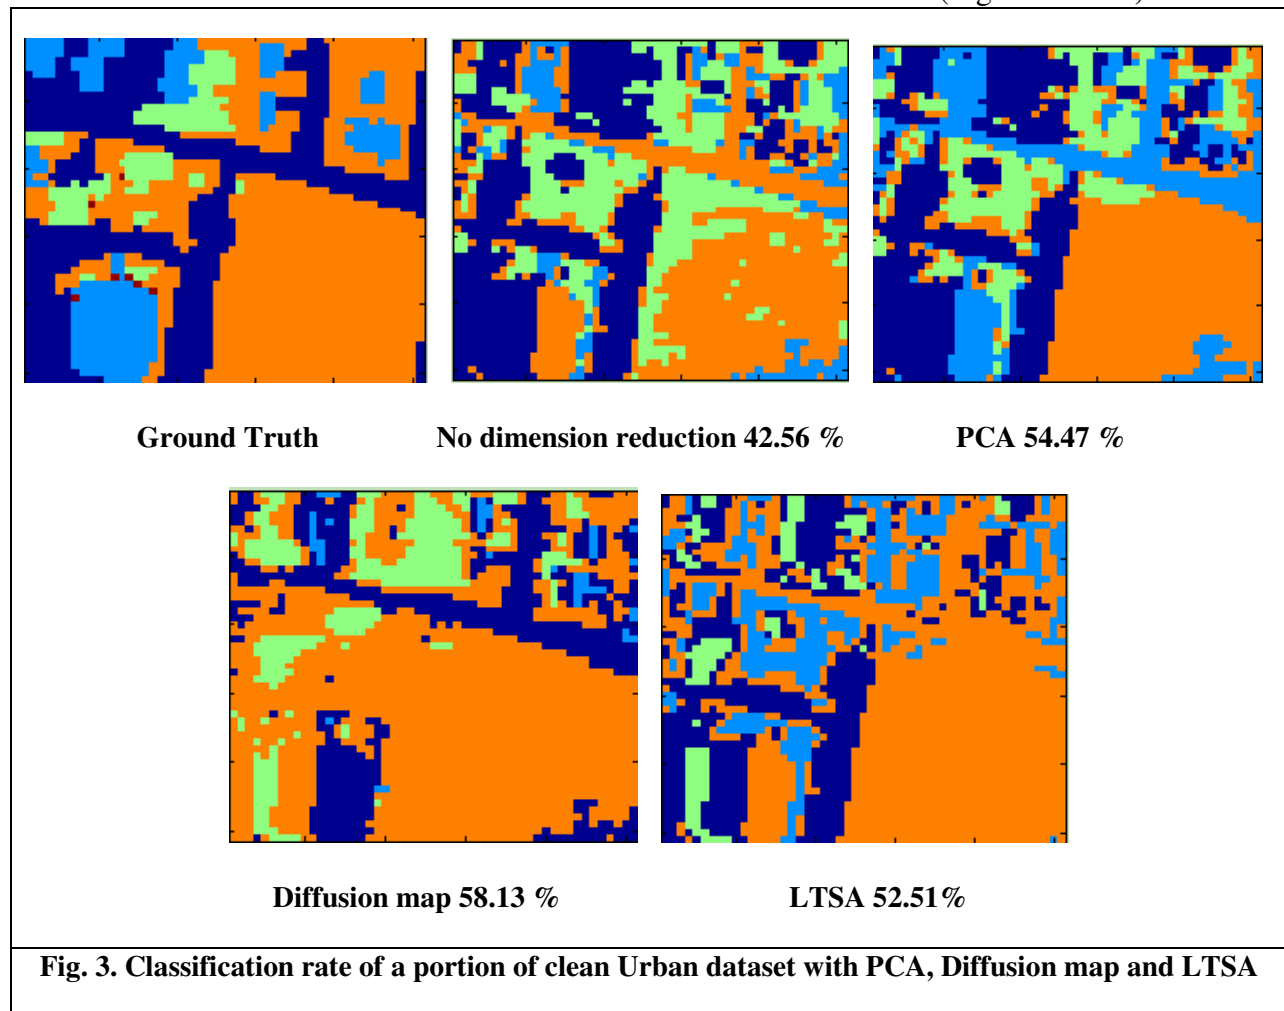 Ground Truth
No dimension reduction 42.56 %
PCA 54.47 %
Diffusion map 58.13 %
LTSA 52.51%
Fig. 3. Classification rate of a portion of clean Urban dataset with PCA, Diffusion map and LTSA